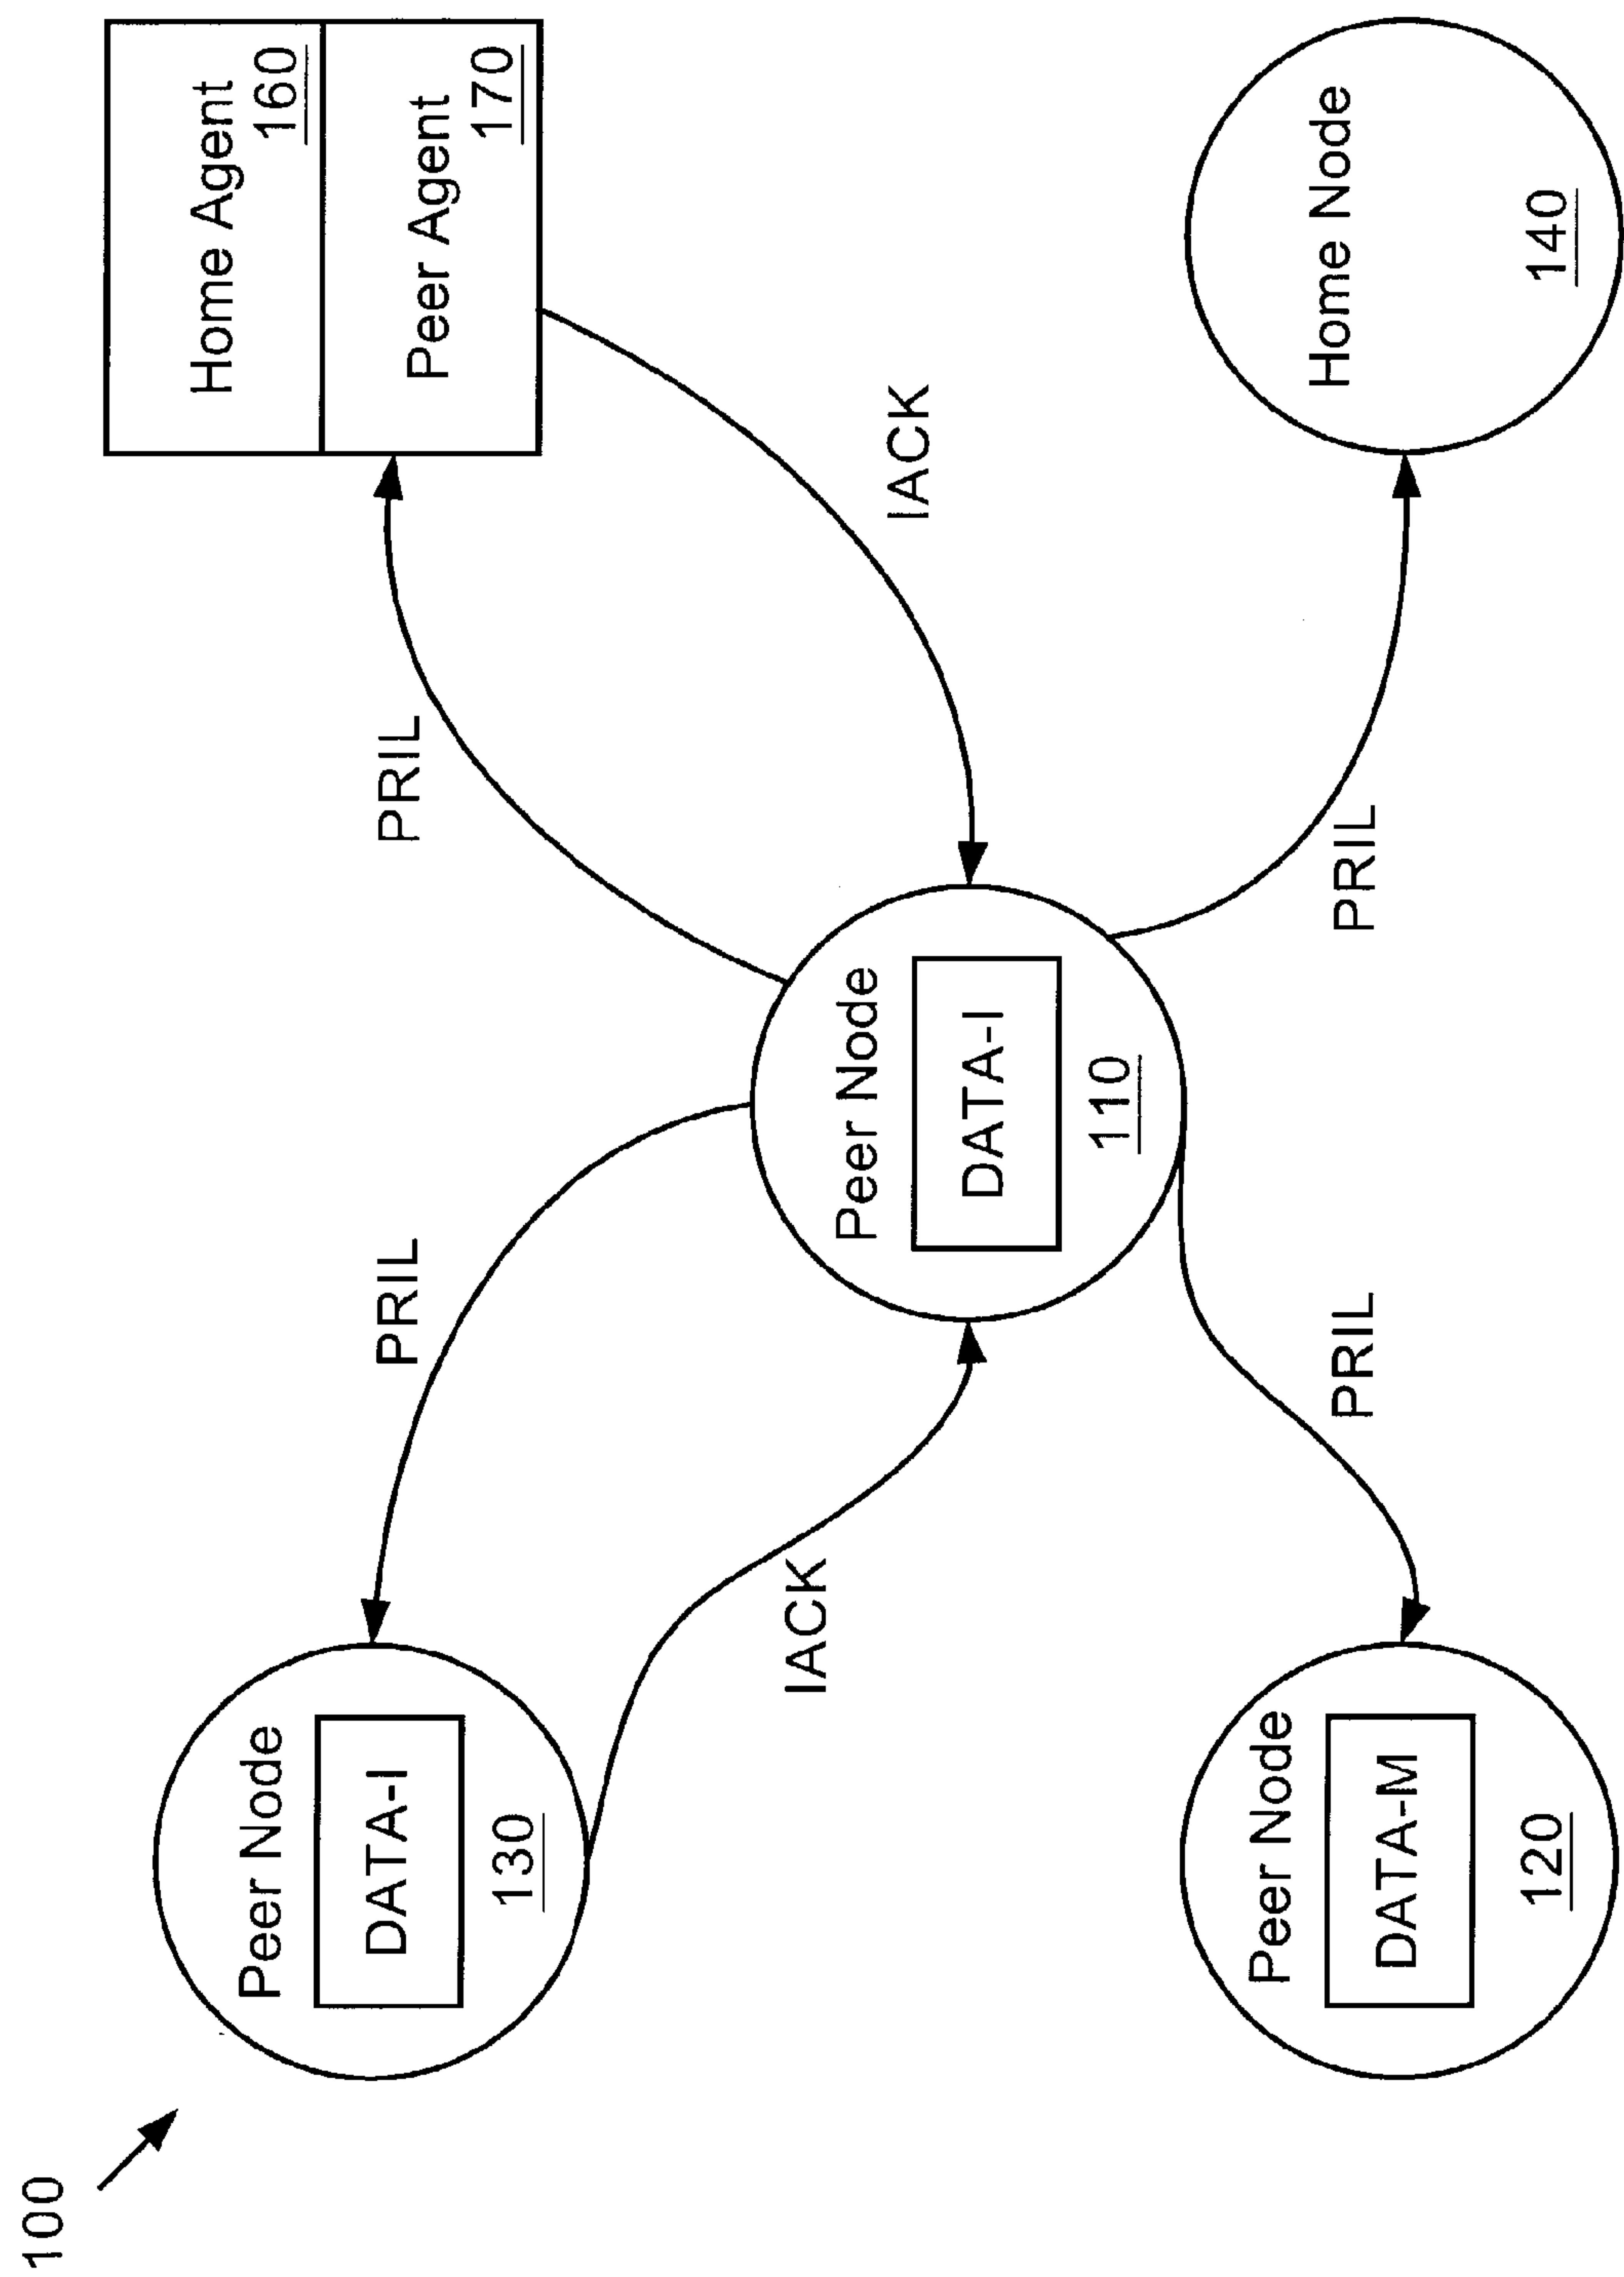 100
Peer Node
DATA-I
130
PRIL
PRIL
Home Agent
160
Peer Agent
170
IACK
Peer Node
DATA-I
110
IACK
Peer Node
DATA-M
120
PRIL
PRIL
Home Node
140